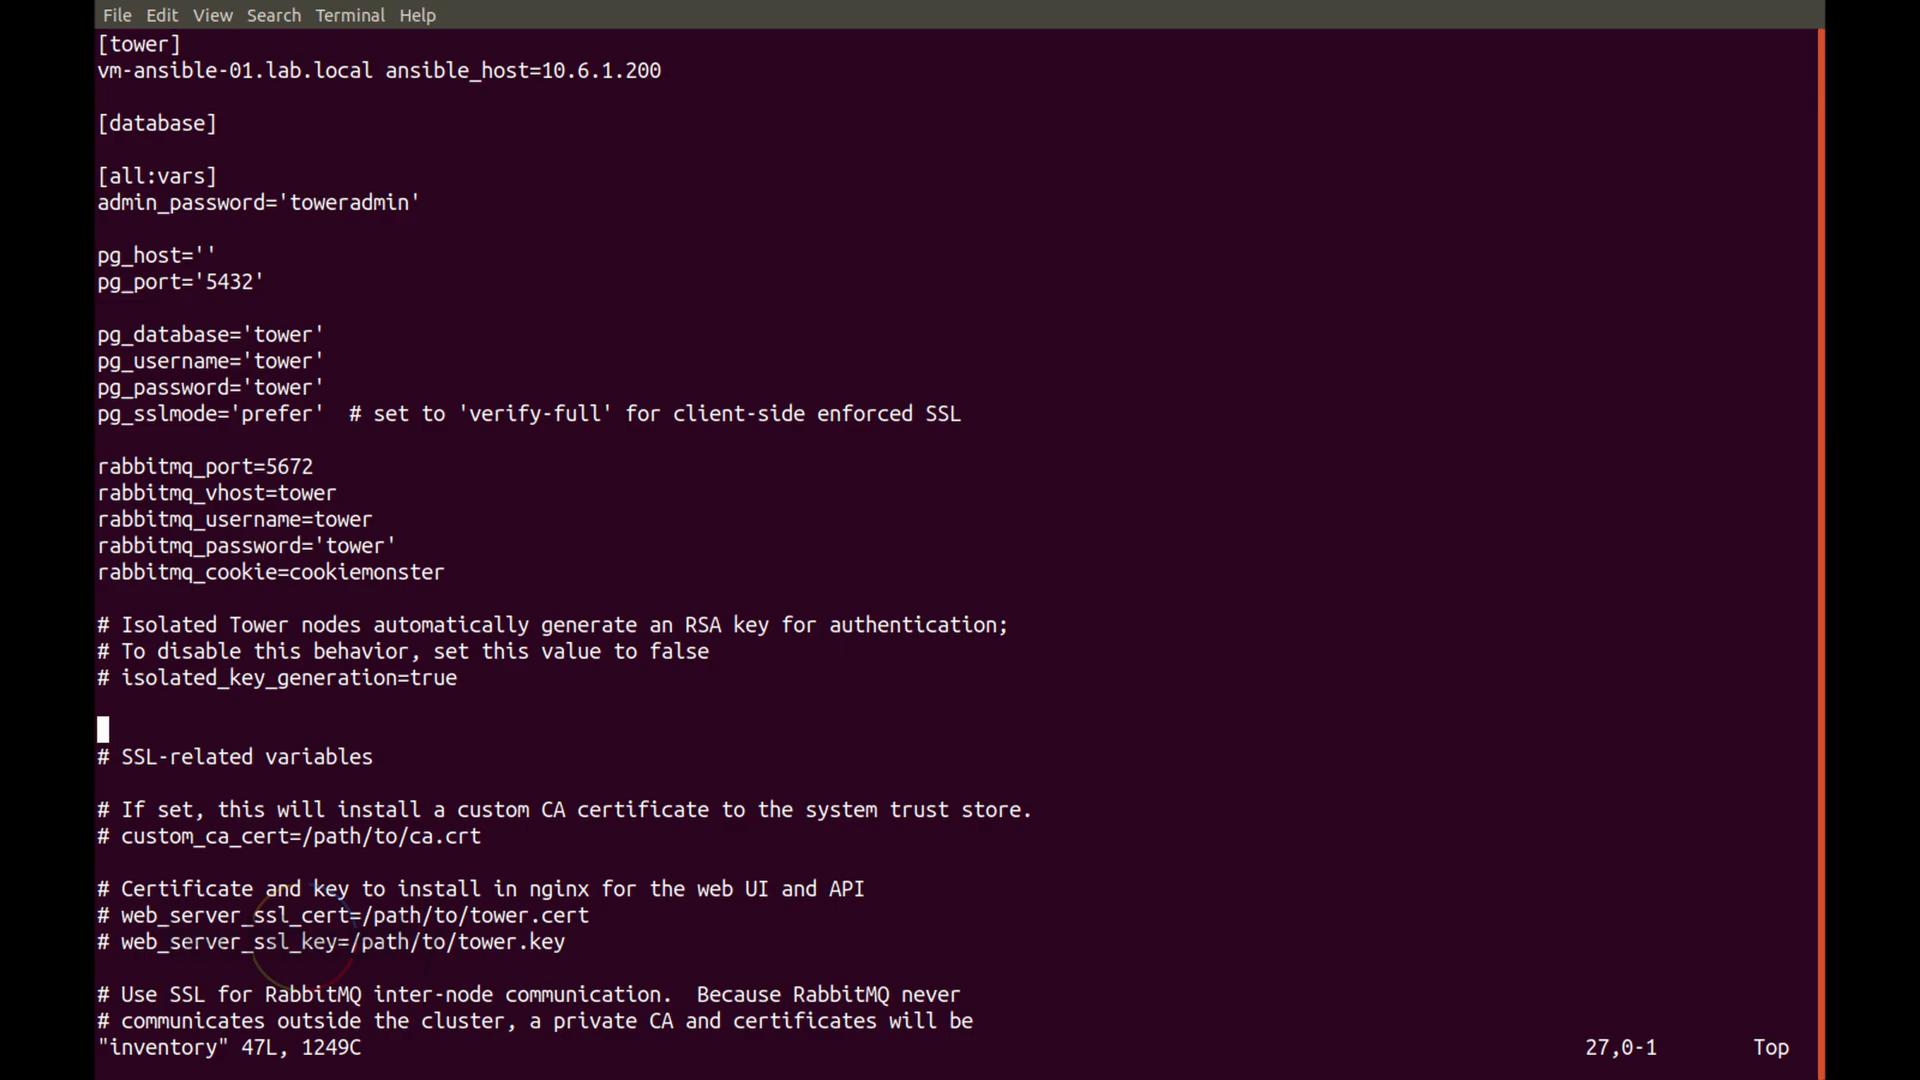 File Edit View Search Terminal Help
[tower]
vm-ansible-01.lab.local ansible_host=10.6.1.200
[database]
[all:vars]
admin_password='toweradmin'
pg_host=''
pg_port='5432'
pg_database='tower'
pg_username='tower'
pg_password='tower'
pg_sslmode='prefer'  # set to 'verify-full' for client-side enforced SSL
rabbitmq_port=5672
rabbitmq_vhost=tower
rabbitmq_username=tower
rabbitmq_password='tower'
rabbitmq_cookie=cookiemonster
# Isolated Tower nodes automatically generate an RSA key for authentication;
# To disable this behavior, set this value to false
# isolated_key_generation=true
# SSL-related variables
# If set, this will install a custom CA certificate to the system trust store.
# custom_ca_cert=/path/to/ca.crt
# Certificate and key to install in nginx for the web UI and API
# web_server_ssl_cert=/path/to/tower.cert
# web_server_ssl_key=/path/to/tower.key
# Use SSL for RabbitMQ inter-node communication.  Because RabbitMQ never
# communicates outside the cluster, a private CA and certificates will be
"inventory" 47L, 1249C 27,0-1 Top